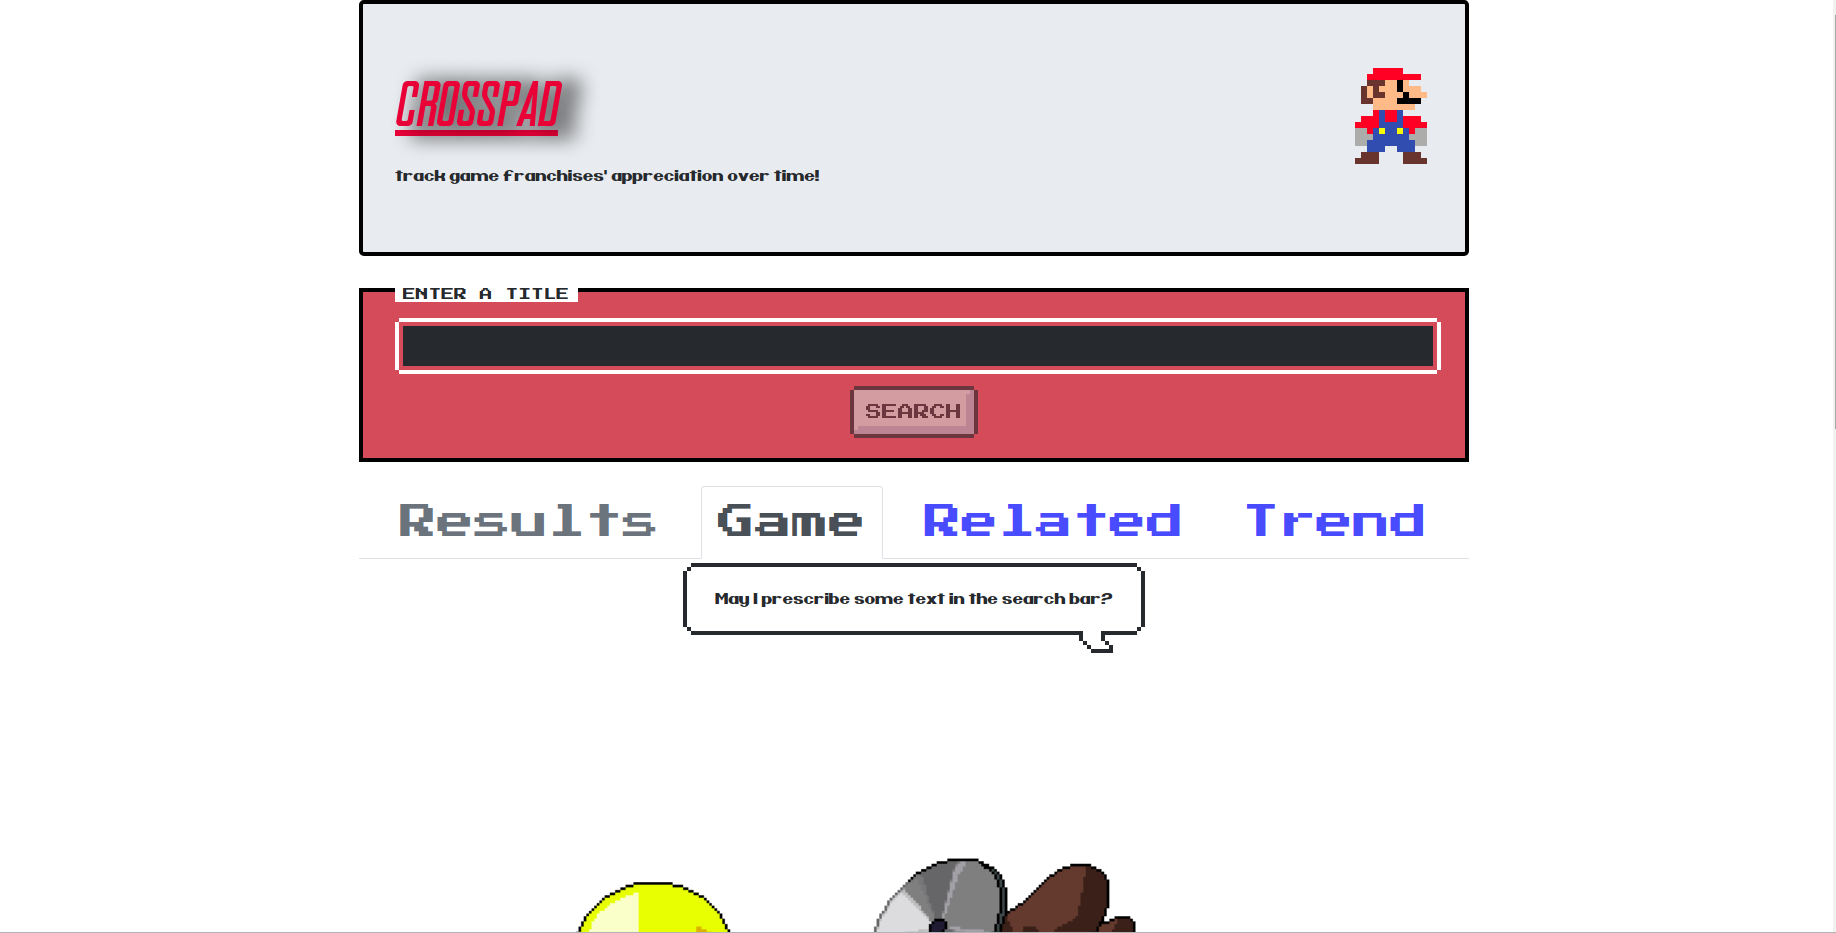 CROSSPAD
track game franchises' appreciation over time!
ENTER A TITLE
SEARCH
Results Game Related Trend
May I prescribe some text in the search bar?